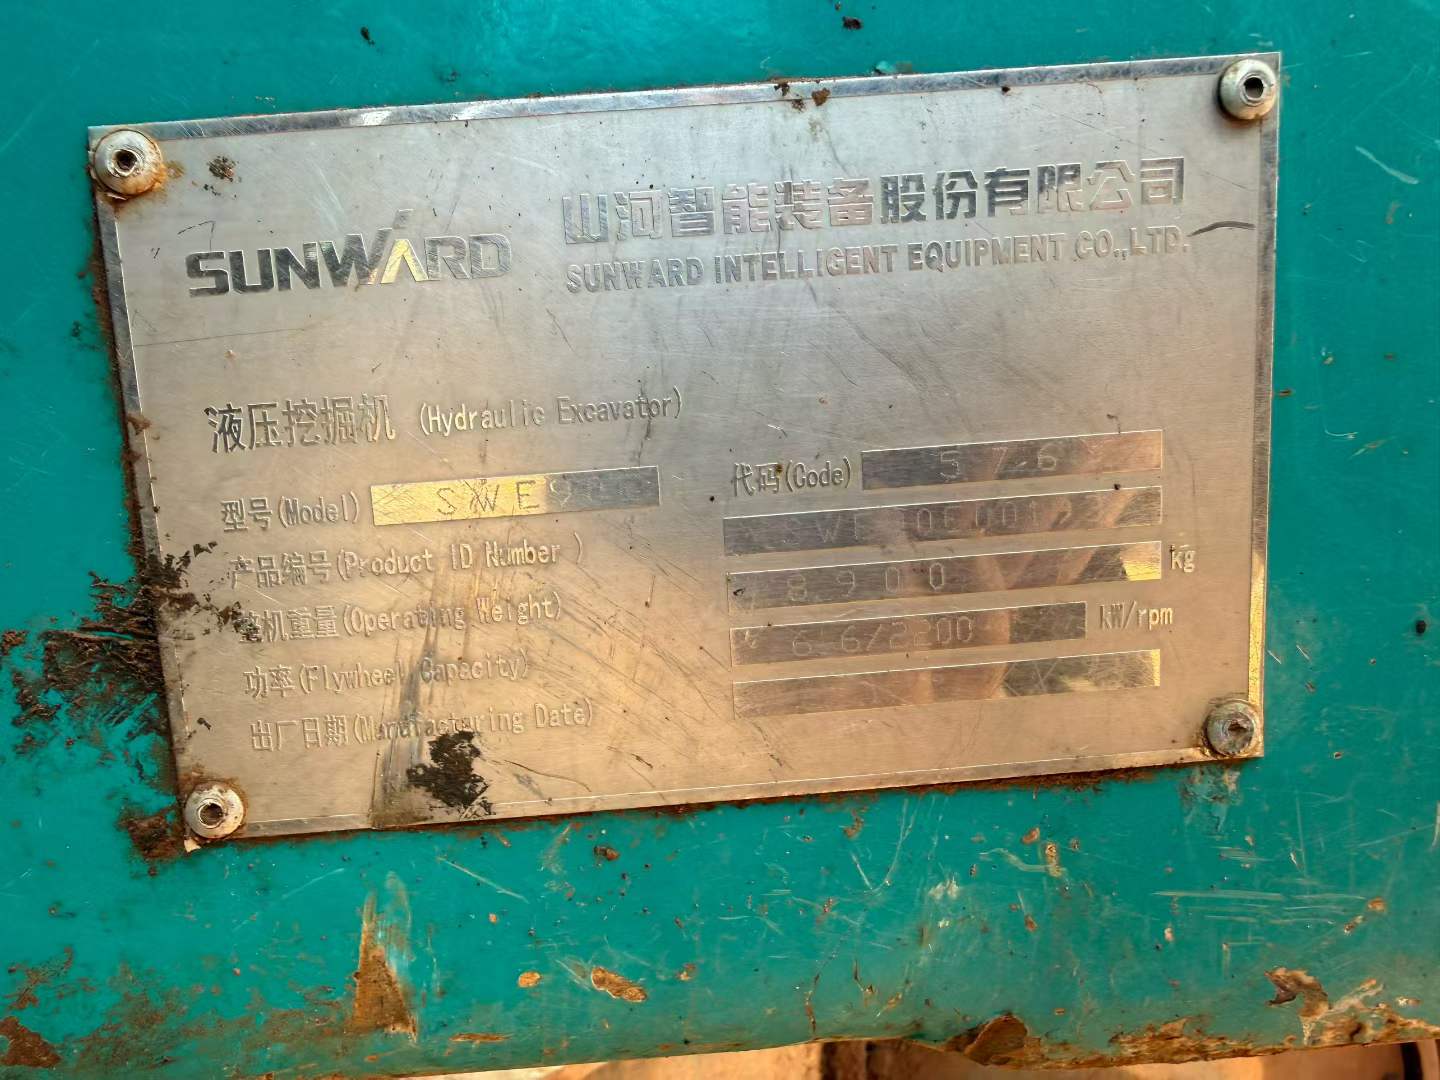 SUNWARD
山河智能装备股份有限公司
SUNWARD INTELLIGENT EQUIPMENT CO.,LTD.
液压挖掘机 (Hydraulic Excavator)
型号(Model) 代码(Code) 576
产品编号(Product ID Number )
整机重量(Operating Weight) 8900 kg
功率(Flywheel Capacity) kW/rpm
出厂日期(Manufacturing Date)